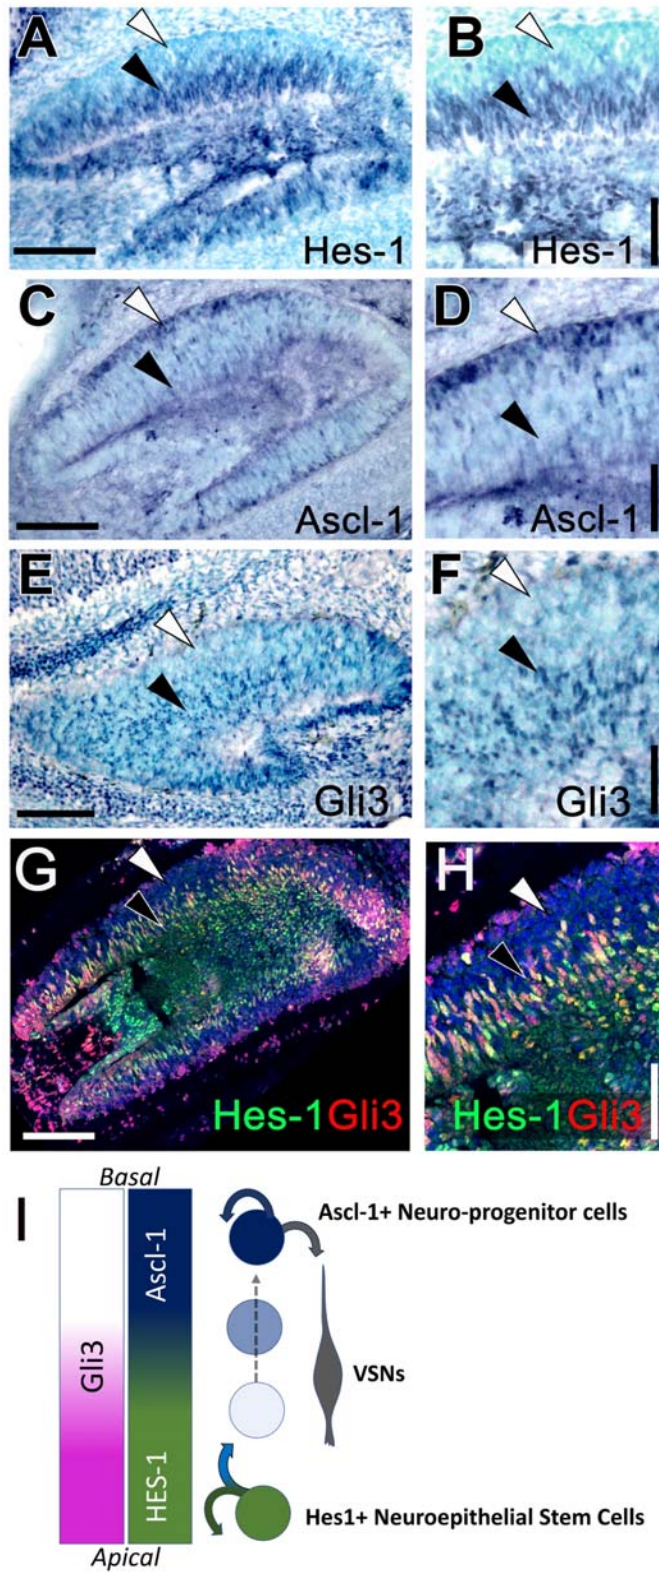 A
Hes-1
B
Hes-1
C
Ascl-1
D
Ascl-1
E
Gli3
F
Gli3
G
Hes-1Gli3
H
Hes-1Gli3
I
Basal
Gli3
Ascl-1
HES-1
Apical
Ascl-1+ Neuro-progenitor cells
VSNs
Hes1+ Neuroepithelial Stem Cells